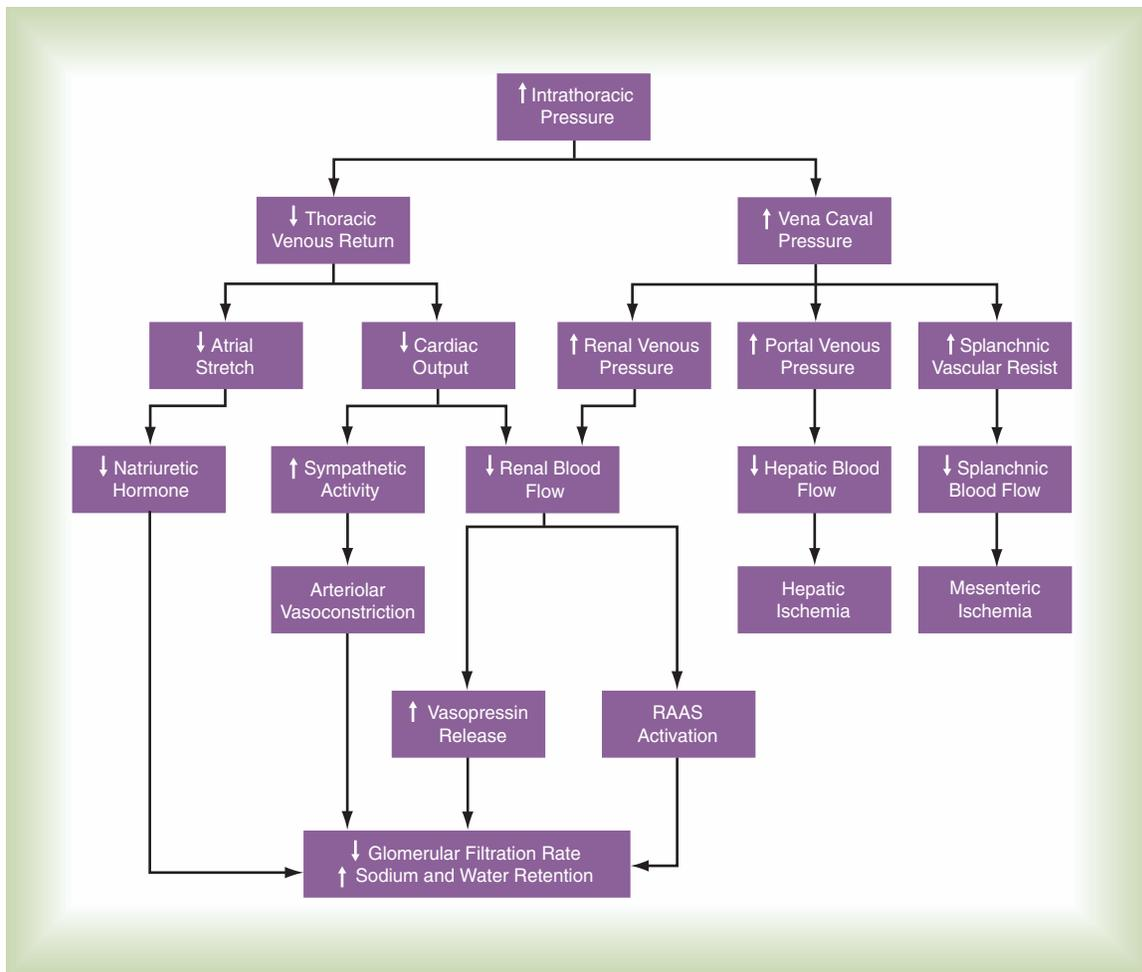 ↑ Intrathoracic
Pressure
↓ Thoracic
Venous Return
↑ Vena Caval
Pressure
↓ Atrial
Stretch
↓ Cardiac
Output
↑ Renal Venous
Pressure
↑ Portal Venous
Pressure
↑ Splanchnic
Vascular Resist
↓ Natriuretic
Hormone
↑ Sympathetic
Activity
↓ Renal Blood
Flow
↓ Hepatic Blood
Flow
↓ Splanchnic
Blood Flow
Arteriolar
Vasoconstriction
Hepatic
Ischemia
Mesenteric
Ischemia
↑ Vasopressin
Release
RAAS
Activation
↓ Glomerular Filtration Rate
↑ Sodium and Water Retention